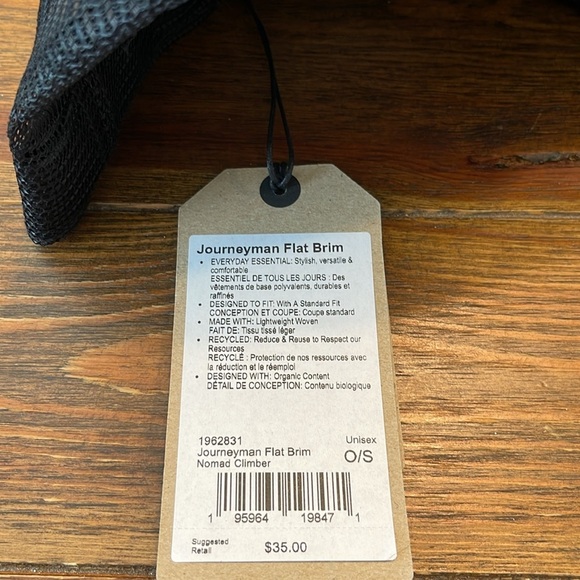 Journeyman Flat Brim
• EVERYDAY ESSENTIAL: Stylish, versatile &
comfortable
ESSENTIEL DE TOUS LES JOURS : Des
vêtements de base polyvalents, durables et
raffinés
• DESIGNED TO FIT: With A Standard Fit
CONCEPTION ET COUPE: Coupe standard
• MADE WITH: Lightweight Woven
FAIT DE: Tissu tissé léger
• RECYCLED: Reduce & Reuse to Respect our
Resources
RECYCLÉ : Protection de nos ressources avec
la réduction et le réemploi
• DESIGNED WITH: Organic Content
DÉTAIL DE CONCEPTION: Contenu biologique
1962831 Unisex
Journeyman Flat Brim O/S
Nomad Climber
1 95964 19847 1
Suggested
Retail $35.00